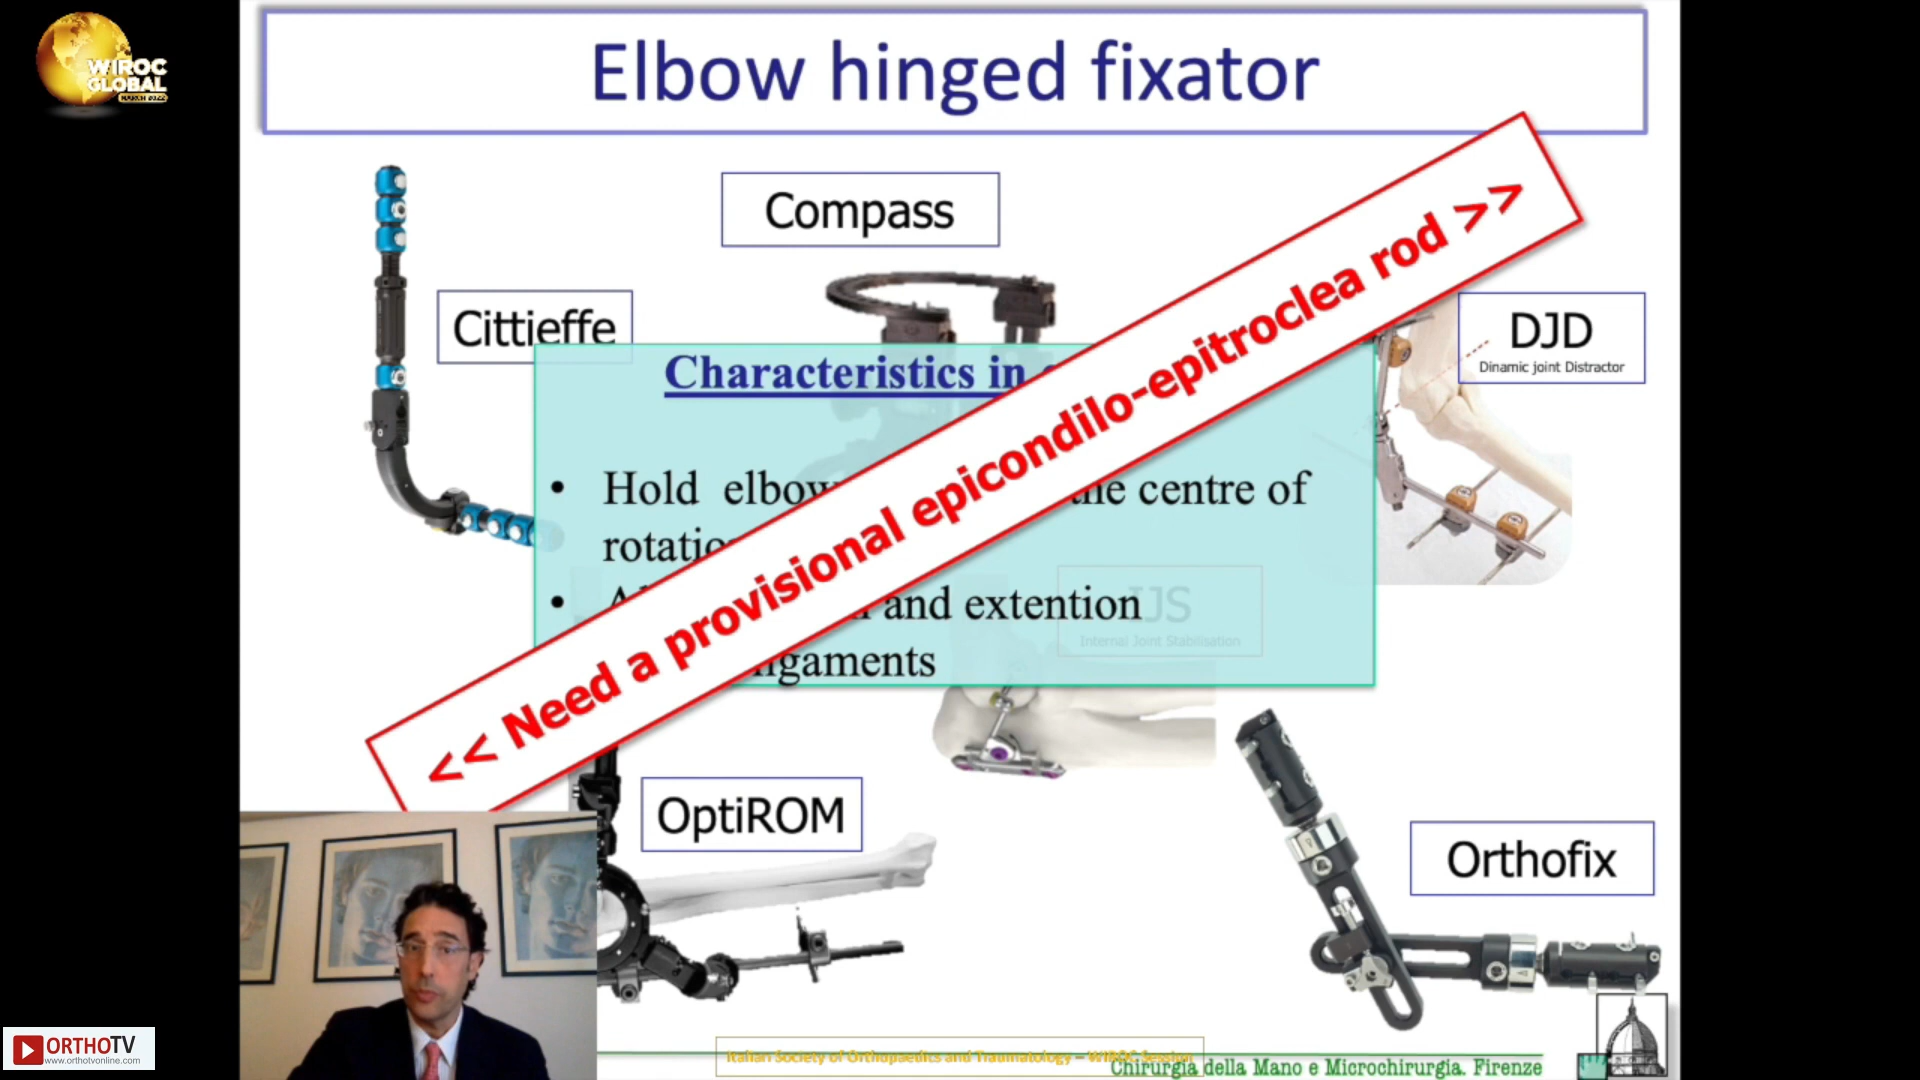 WIROC
GLOBAL
MARCH 2022
Elbow hinged fixator
Compass
Cittieffe
DJD
Dinamic joint Distractor
Characteristics in
<< Need a provisional epicondilo-epitroclea rod >>
• Hold elbow the centre of
rotatio
• and extention
IJS
Internal Joint Stabilisation
ligaments
OptiROM
Orthofix
ORTHOTV
www.orthotvonline.com
Italian Society of Orthopaedics and Traumatology – WIROC Session
Chirurgia della Mano e Microchirurgia. Firenze